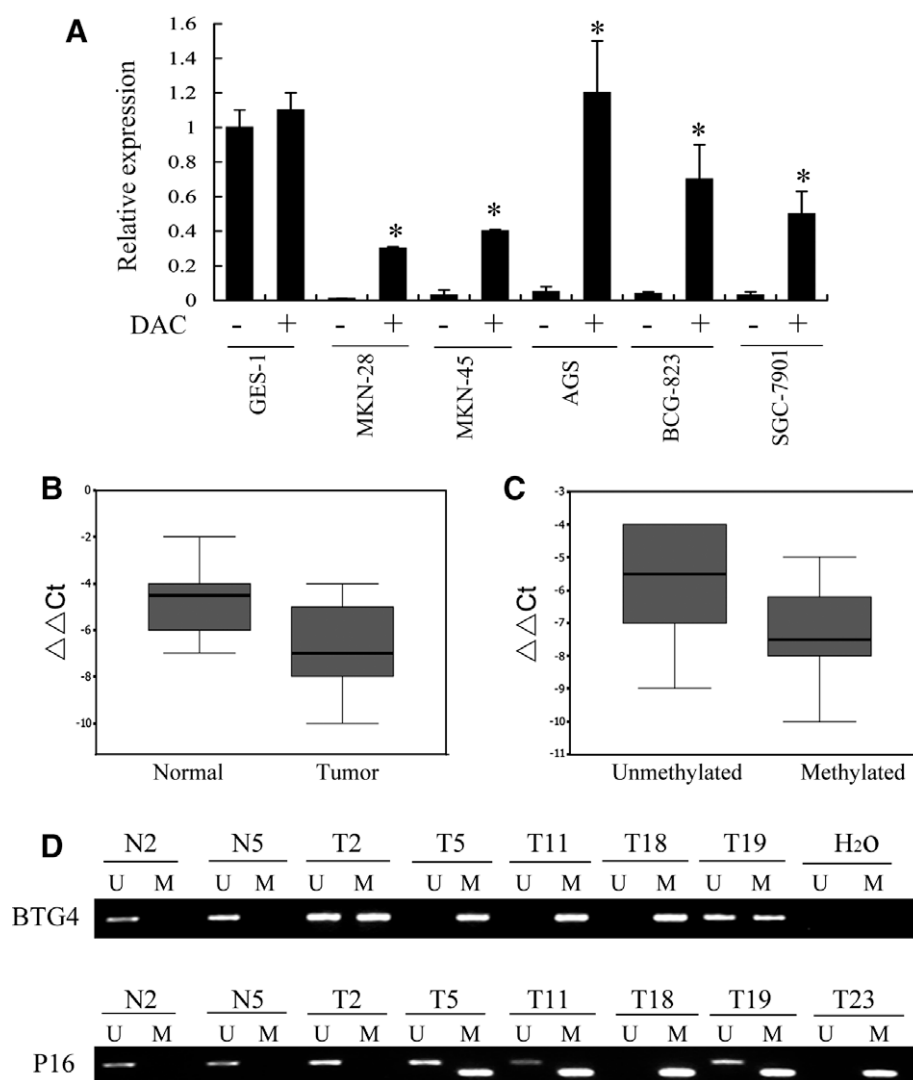 A
Relative expression
1.6
1.4
1.2
1
0.8
0.6
0.4
0.2
0
* * * * *
DAC - + - + - + - + - + - +
GES-1 MKN-28 MKN-45 AGS BCG-823 SGC-7901
B
△△Ct
0
-2
-4
-6
-8
-10
Normal Tumor
C
△△Ct
-3
-4
-5
-6
-7
-8
-9
-10
-11
Unmethylated Methylated
D
N2 N5 T2 T5 T11 T18 T19 H₂O
U M U M U M U M U M U M U M U M
BTG4
N2 N5 T2 T5 T11 T18 T19 T23
U M U M U M U M U M U M U M U M
P16